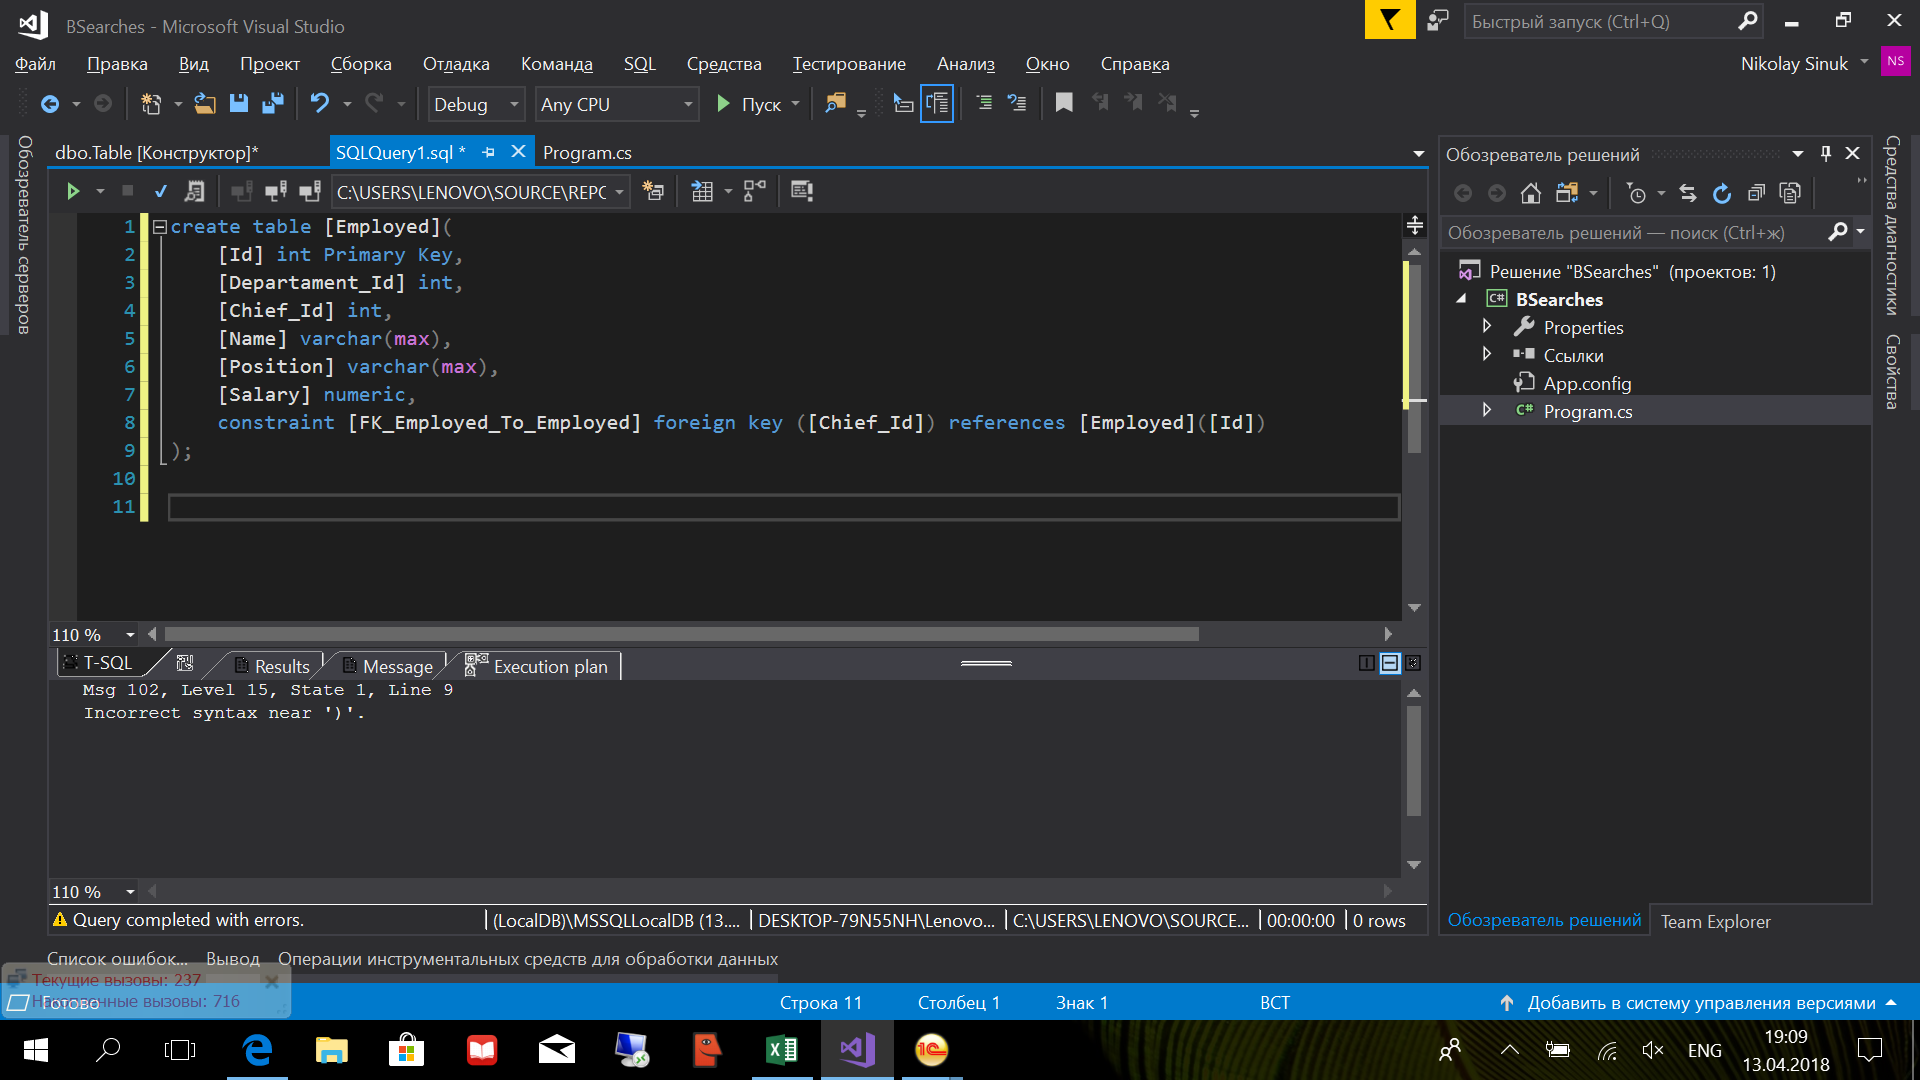 BSearches - Microsoft Visual Studio
Быстрый запуск (Ctrl+Q)
Файл Правка Вид Проект Сборка Отладка Команда SQL Средства Тестирование Анализ Окно Справка
Nikolay Sinuk NS
Debug Any CPU Пуск
Обозреватель серверов
dbo.Table [Конструктор]* SQLQuery1.sql * Program.cs
C:\USERS\LENOVO\SOURCE\REPO
1 create table [Employed](
2 [Id] int Primary Key,
3 [Departament_Id] int,
4 [Chief_Id] int,
5 [Name] varchar(max),
6 [Position] varchar(max),
7 [Salary] numeric,
8 constraint [FK_Employed_To_Employed] foreign key ([Chief_Id]) references [Employed]([Id])
9 );
10
11
110 %
T-SQL Results Message Execution plan
Msg 102, Level 15, State 1, Line 9
Incorrect syntax near ')'.
110 %
Query completed with errors. (LocalDB)\MSSQLLocalDB (13.... DESKTOP-79N55NH\Lenovo... C:\USERS\LENOVO\SOURCE... 00:00:00 0 rows
Обозреватель решений
Обозреватель решений — поиск (Ctrl+ж)
Решение "BSearches" (проектов: 1)
C# BSearches
Properties
Ссылки
App.config
C# Program.cs
Обозреватель решений Team Explorer
Средства диагностики
Свойства
Список ошибок... Вывод Операции инструментальных средств для обработки данных
Текущие вызовы: 237
Накопленные вызовы: 716
Готово
Строка 11 Столбец 1 Знак 1 ВСТ Добавить в систему управления версиями
1С
ENG
19:09
13.04.2018